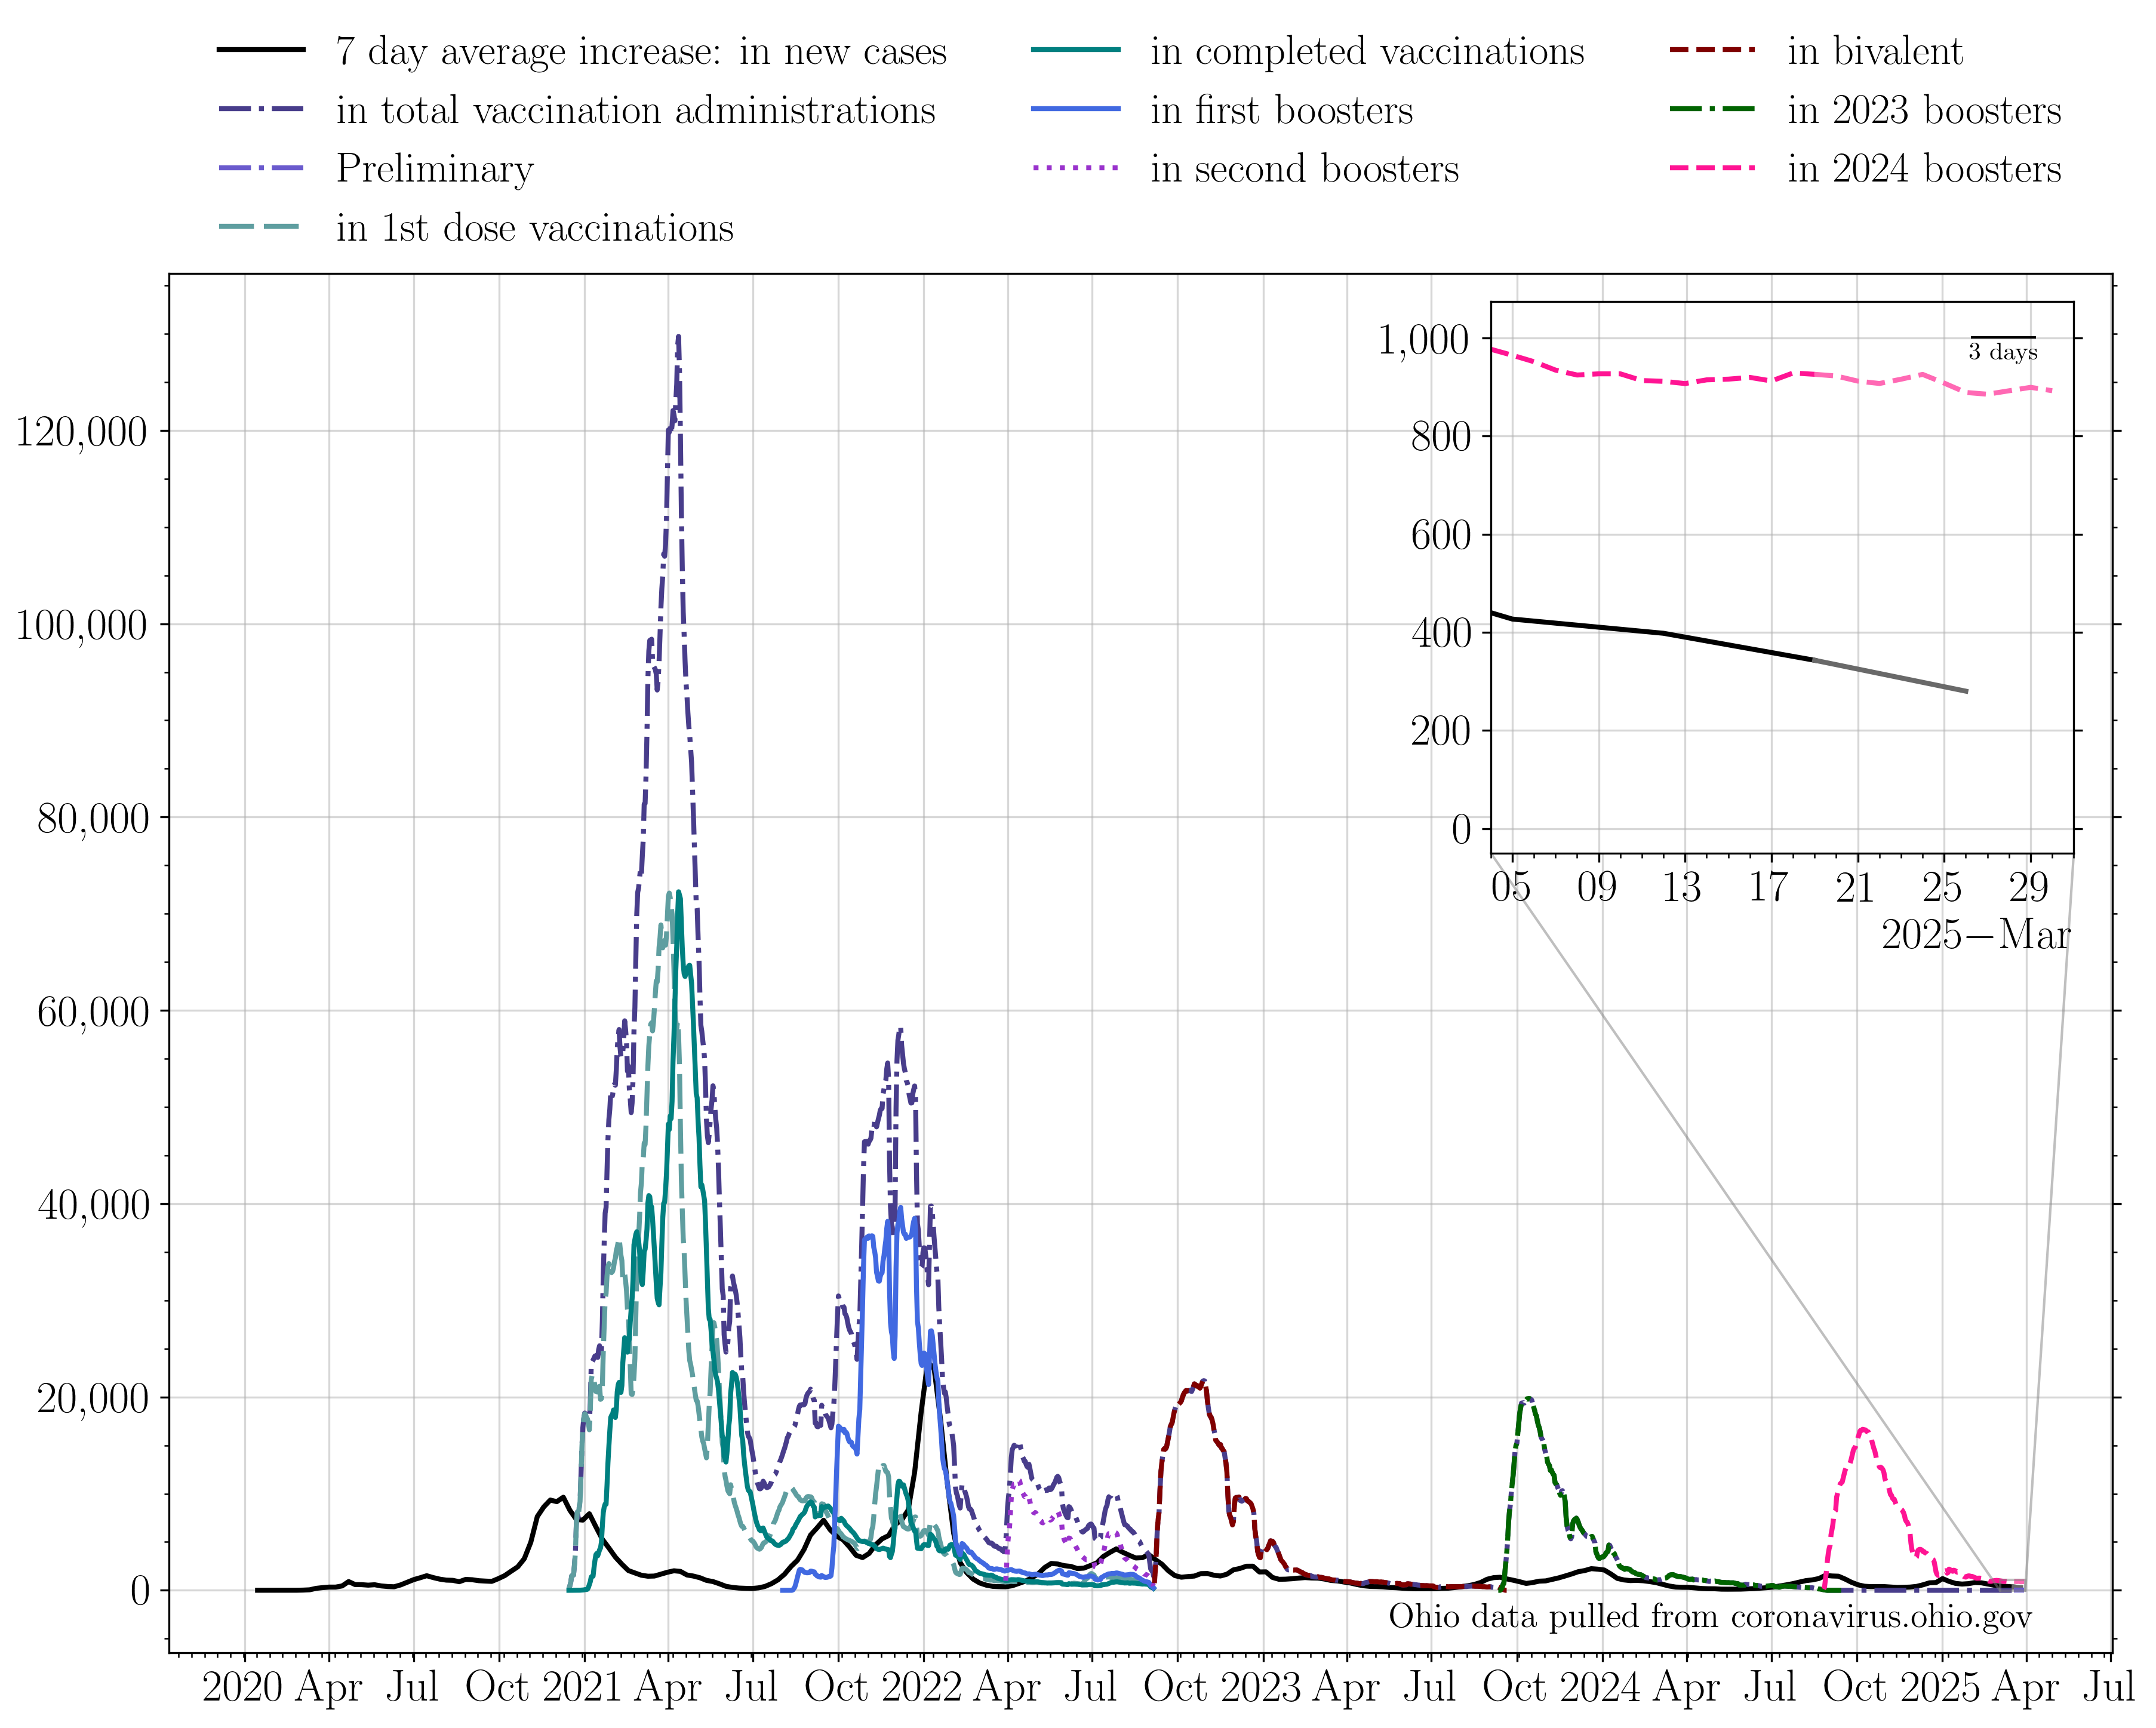 7 day average increase: in new cases
in total vaccination administrations
Preliminary
in 1st dose vaccinations
in completed vaccinations
in first boosters
in second boosters
in bivalent
in 2023 boosters
in 2024 boosters
120,000
100,000
80,000
60,000
40,000
20,000
0
1,000
800
600
400
200
0
3 days
05 09 13 17 21 25 29
2025−Mar
Ohio data pulled from coronavirus.ohio.gov
2020 Apr Jul Oct 2021 Apr Jul Oct 2022 Apr Jul Oct 2023 Apr Jul Oct 2024 Apr Jul Oct 2025 Apr Jul